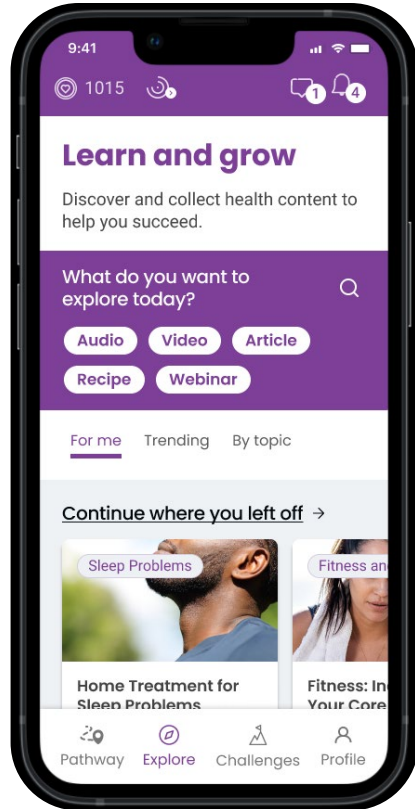 9:41
1015
1
4
Learn and grow
Discover and collect health content to
help you succeed.
What do you want to
explore today?
Audio Video Article
Recipe Webinar
For me Trending By topic
Continue where you left off →
Sleep Problems Fitness an
Home Treatment for
Sleep Problems
Fitness: In
Your Core
Pathway Explore Challenges Profile